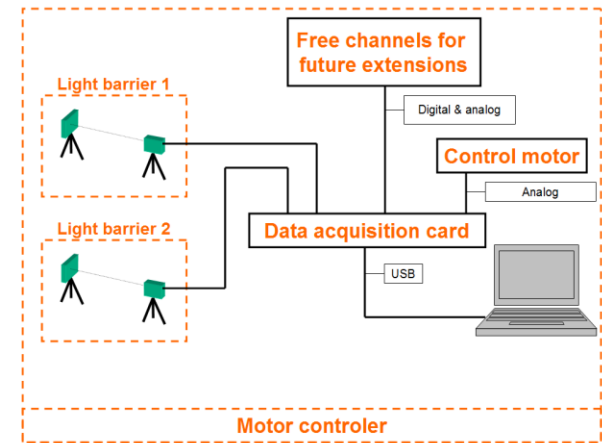 Free channels for
future extensions
Light barrier 1
Digital & analog
Control motor
Analog
Light barrier 2
Data acquisition card
USB
Motor controler